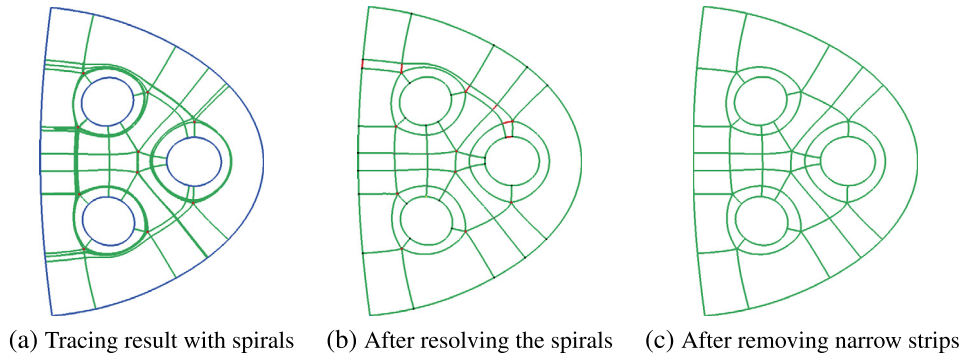 (a) Tracing result with spirals
(b) After resolving the spirals
(c) After removing narrow strips